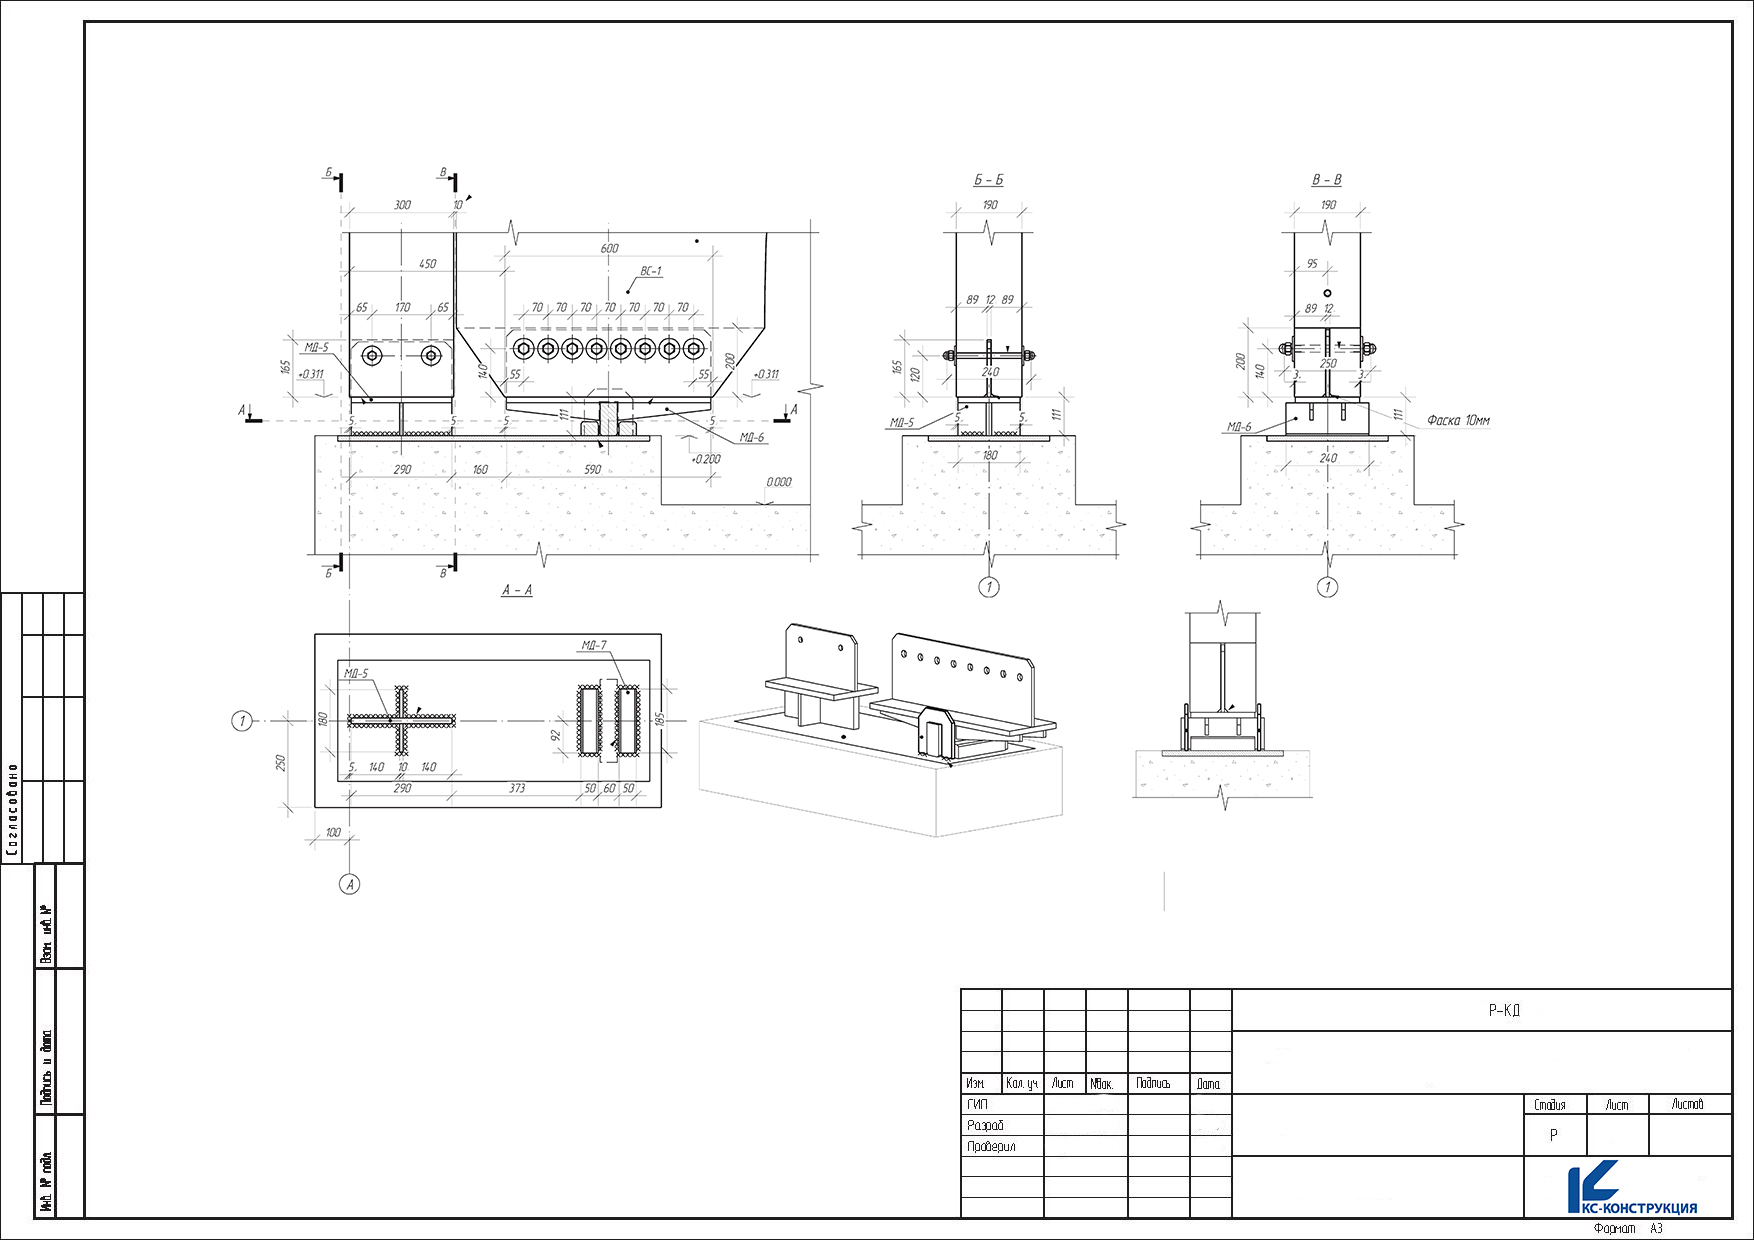 Б
В
Б – Б
В – В
300
10
190
190
600
450
ВС-1
95
65
170
65
70
70
70
70
70
70
70
89
12
89
89
12
МД-5
165
140
200
165
120
200
140
+0.311
55
55
+0.311
240
250
3.
3.
А
А
111
5
5
5
5
МД-6
МД-5
5
5
111
МД-6
111
Фаска 10мм
+0.200
180
240
290
160
590
0.000
Б
В
А – А
1
1
МД-7
МД-5
1
180
185
92
250
5.
140
10
140
290
373
50
60
50
100
А
Согласовано
Взам. инв. №
Подпись и дата
Инв. № подл.
Р-КД
Изм.
Кол. уч
Лист
№док.
Подпись
Дата
ГИП
Стадия
Лист
Листов
Разраб
Р
Проверил
КС-КОНСТРУКЦИЯ
Формат А3